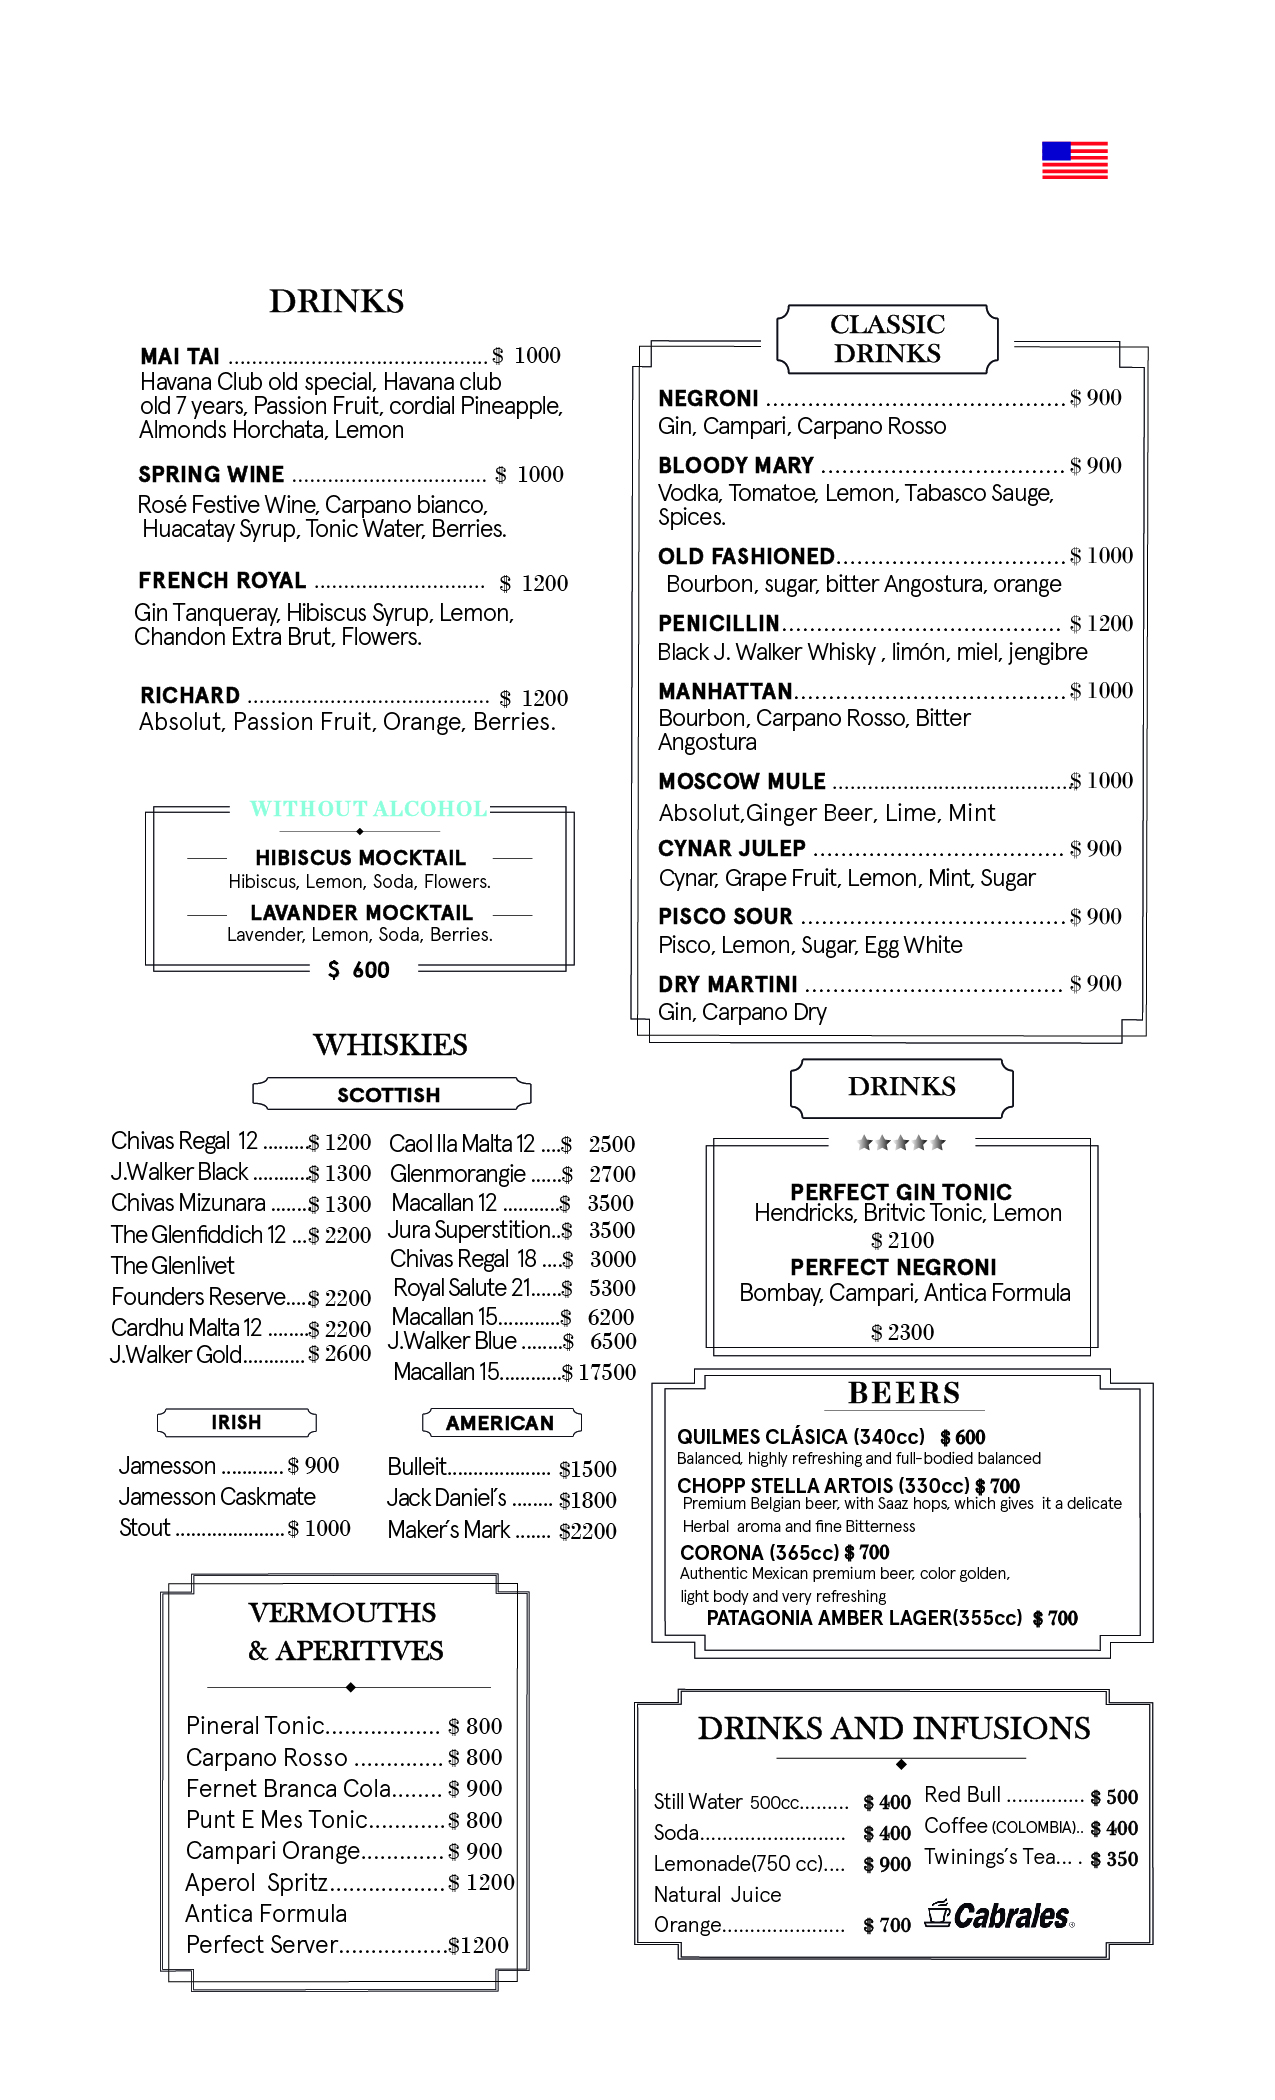 DRINKS
MAI TAI ............................................ $ 1000
Havana Club old special, Havana club
old 7 years, Passion Fruit, cordial Pineapple,
Almonds Horchata, Lemon
SPRING WINE ................................. $ 1000
Rosé Festive Wine, Carpano bianco,
Huacatay Syrup, Tonic Water, Berries.
FRENCH ROYAL ............................. $ 1200
Gin Tanqueray, Hibiscus Syrup, Lemon,
Chandon Extra Brut, Flowers.
RICHARD ......................................... $ 1200
Absolut, Passion Fruit, Orange, Berries.
WITHOUT ALCOHOL
HIBISCUS MOCKTAIL
Hibiscus, Lemon, Soda, Flowers.
LAVANDER MOCKTAIL
Lavender, Lemon, Soda, Berries.
$ 600
CLASSIC
DRINKS
NEGRONI ...................................... $ 900
Gin, Campari, Carpano Rosso
BLOODY MARY ............................... $ 900
Vodka, Tomatoe, Lemon, Tabasco Sauge,
Spices.
OLD FASHIONED............................. $ 1000
Bourbon, sugar, bitter Angostura, orange
PENICILLIN.................................... $ 1200
Black J. Walker Whisky , limón, miel, jengibre
MANHATTAN................................... $ 1000
Bourbon, Carpano Rosso, Bitter
Angostura
MOSCOW MULE ........................................ $ 1000
Absolut,Ginger Beer, Lime, Mint
CYNAR JULEP ................................ $ 900
Cynar, Grape Fruit, Lemon, Mint, Sugar
PISCO SOUR .................................. $ 900
Pisco, Lemon, Sugar, Egg White
DRY MARTINI ................................. $ 900
Gin, Carpano Dry
WHISKIES
SCOTTISH
Chivas Regal 12 .........$ 1200
J.Walker Black ...........$ 1300
Chivas Mizunara .......$ 1300
The Glenfiddich 12 ...$ 2200
The Glenlivet
Founders Reserve....$ 2200
Cardhu Malta 12 ........$ 2200
J.Walker Gold............$ 2600
Caol Ila Malta 12 ....$ 2500
Glenmorangie ......$ 2700
Macallan 12 ...........$ 3500
Jura Superstition..$ 3500
Chivas Regal 18 ....$ 3000
Royal Salute 21......$ 5300
Macallan 15............$ 6200
J.Walker Blue ........$ 6500
Macallan 15............$ 17500
IRISH
Jamesson ............ $ 900
Jamesson Caskmate
Stout .....................$ 1000
AMERICAN
Bulleit.................... $1500
Jack Daniel´s ........ $1800
Maker´s Mark ....... $2200
DRINKS
PERFECT GIN TONIC
Hendricks, Britvic Tonic, Lemon
$ 2100
PERFECT NEGRONI
Bombay, Campari, Antica Formula
$ 2300
BEERS
QUILMES CLÁSICA (340cc) $ 600
Balanced, highly refreshing and full-bodied balanced
CHOPP STELLA ARTOIS (330cc) $ 700
Premium Belgian beer, with Saaz hops, which gives it a delicate
Herbal aroma and fine Bitterness
CORONA (365cc) $ 700
Authentic Mexican premium beer, color golden,
light body and very refreshing
PATAGONIA AMBER LAGER(355cc) $ 700
VERMOUTHS
& APERITIVES
Pineral Tonic.................. $ 800
Carpano Rosso .............. $ 800
Fernet Branca Cola........ $ 900
Punt E Mes Tonic............ $ 800
Campari Orange............. $ 900
Aperol Spritz.................. $ 1200
Antica Formula
Perfect Server.................$1200
DRINKS AND INFUSIONS
Still Water 500cc......... $ 400
Soda.......................... $ 400
Lemonade(750 cc).... $ 900
Natural Juice
Orange...................... $ 700
Red Bull .............. $ 500
Coffee (COLOMBIA).. $ 400
Twinings´s Tea... . $ 350
Cabrales®